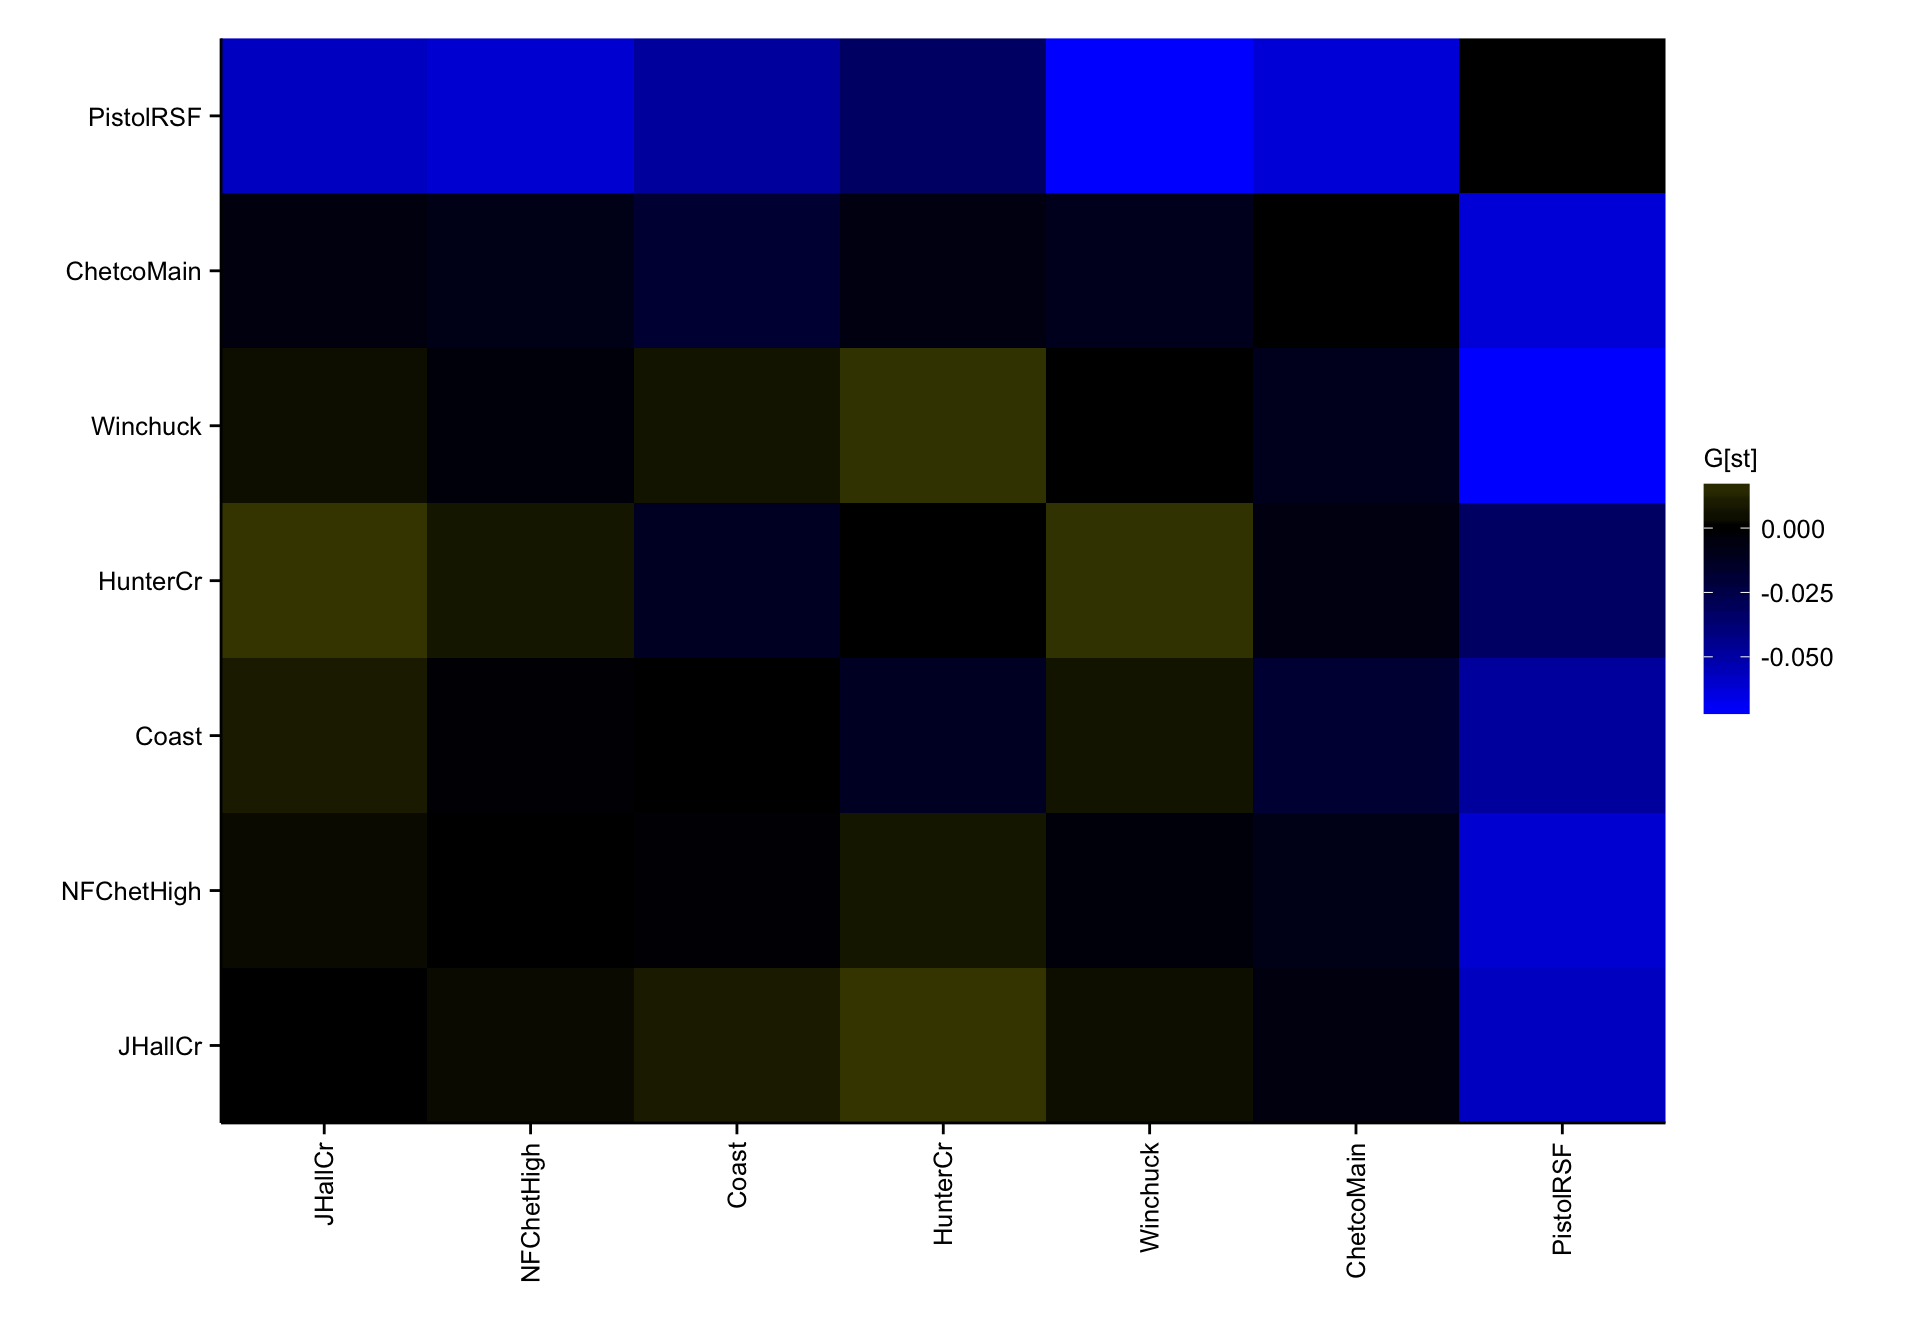 PistolRSF
ChetcoMain
Winchuck
HunterCr
Coast
NFChetHigh
JHallCr
JHallCr
NFChetHigh
Coast
HunterCr
Winchuck
ChetcoMain
PistolRSF
G[st]
0.000
-0.025
-0.050